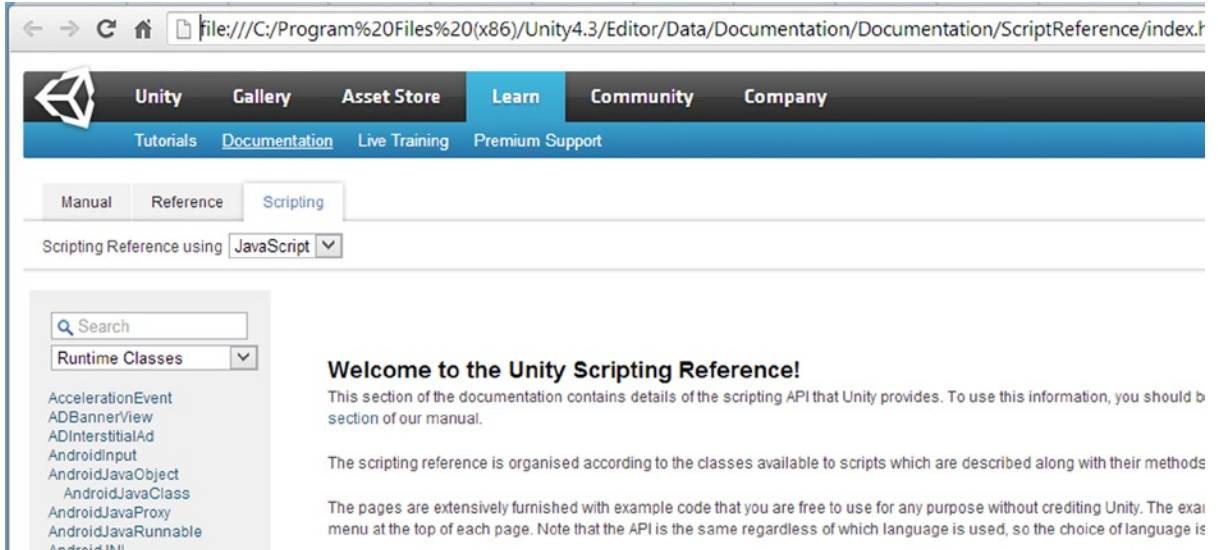 file:///C:/Program%20Files%20(x86)/Unity4.3/Editor/Data/Documentation/Documentation/ScriptReference/index.h
Unity Gallery Asset Store Learn Community Company
Tutorials Documentation Live Training Premium Support
Manual Reference Scripting
Scripting Reference using JavaScript
Search
Runtime Classes
Welcome to the Unity Scripting Reference!
AccelerationEvent
This section of the documentation contains details of the scripting API that Unity provides. To use this information, you should b
ADBannerView
section of our manual.
ADInterstitialAd
AndroidInput
The scripting reference is organised according to the classes available to scripts which are described along with their methods
AndroidJavaObject
AndroidJavaClass
AndroidJavaProxy
The pages are extensively furnished with example code that you are free to use for any purpose without crediting Unity. The exa
AndroidJavaRunnable
menu at the top of each page. Note that the API is the same regardless of which language is used, so the choice of language is